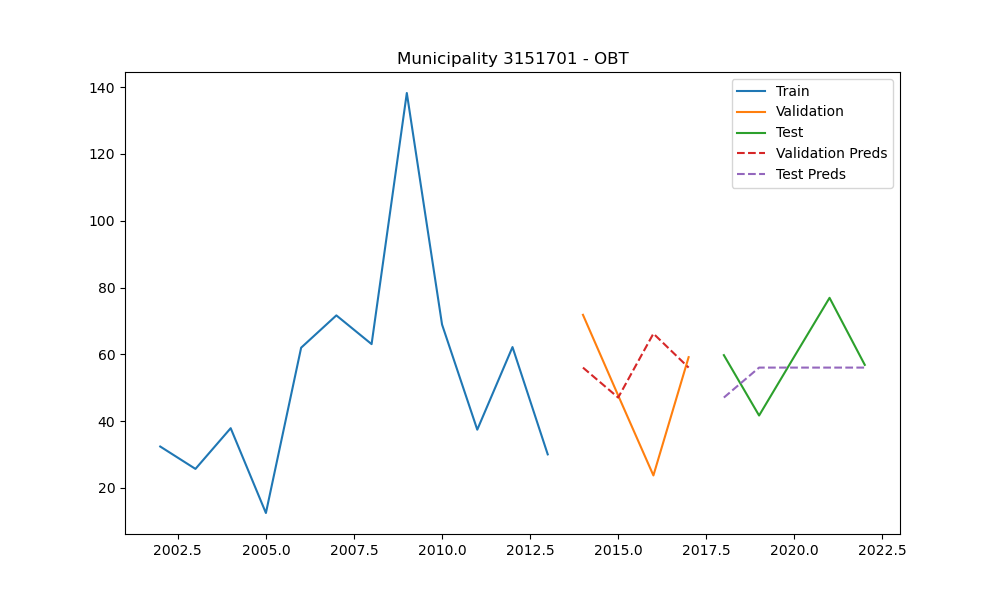 Municipality 3151701 - OBT
140
120
100
80
60
40
20
2002.5
2005.0
2007.5
2010.0
2012.5
2015.0
2017.5
2020.0
2022.5
Train
Validation
Test
Validation Preds
Test Preds